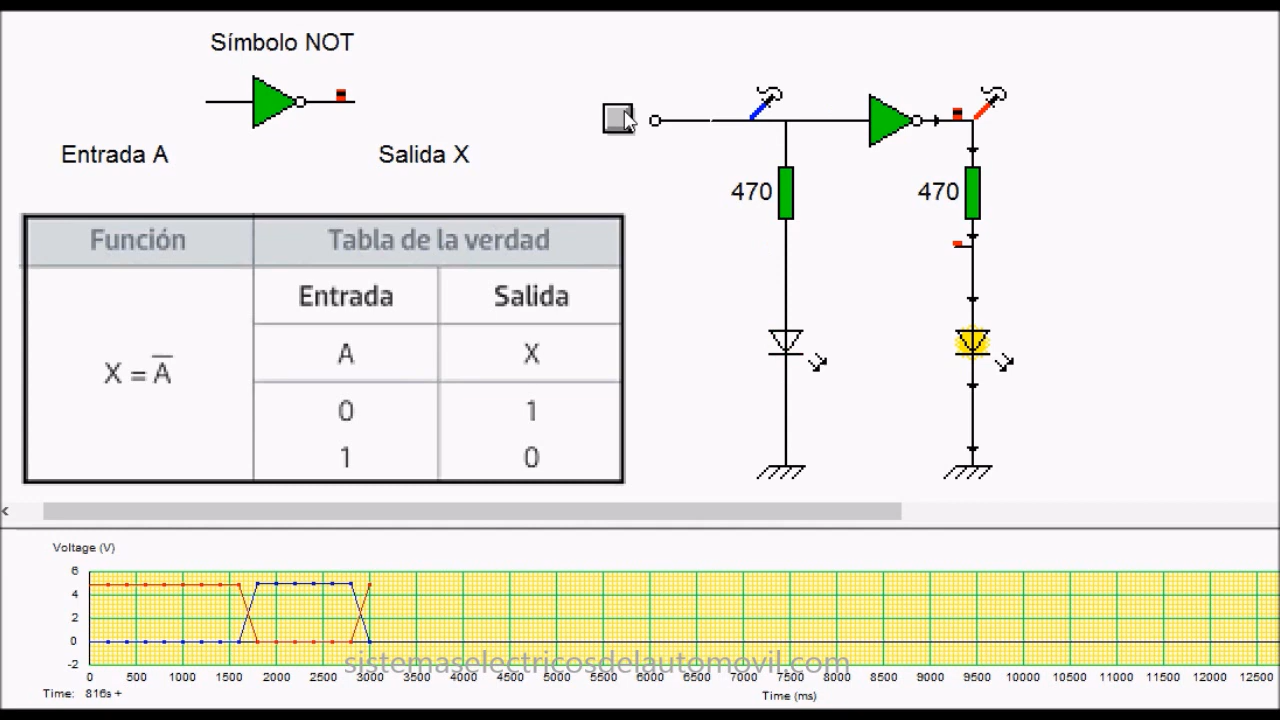 Símbolo NOT
Entrada A
Salida X
470
470
Función
Tabla de la verdad
Entrada
Salida
X = A̅
A
X
0
1
1
0
Voltage (V)
6
4
2
0
-2
0 500 1000 1500 2000 2500 3000 3500 4000 4500 5000 5500 6000 6500 7000 7500 8000 8500 9000 9500 10000 10500 11000 11500 12000 12500
sistemaselectricosdelautomovil.com
Time: 816s +
Time (ms)